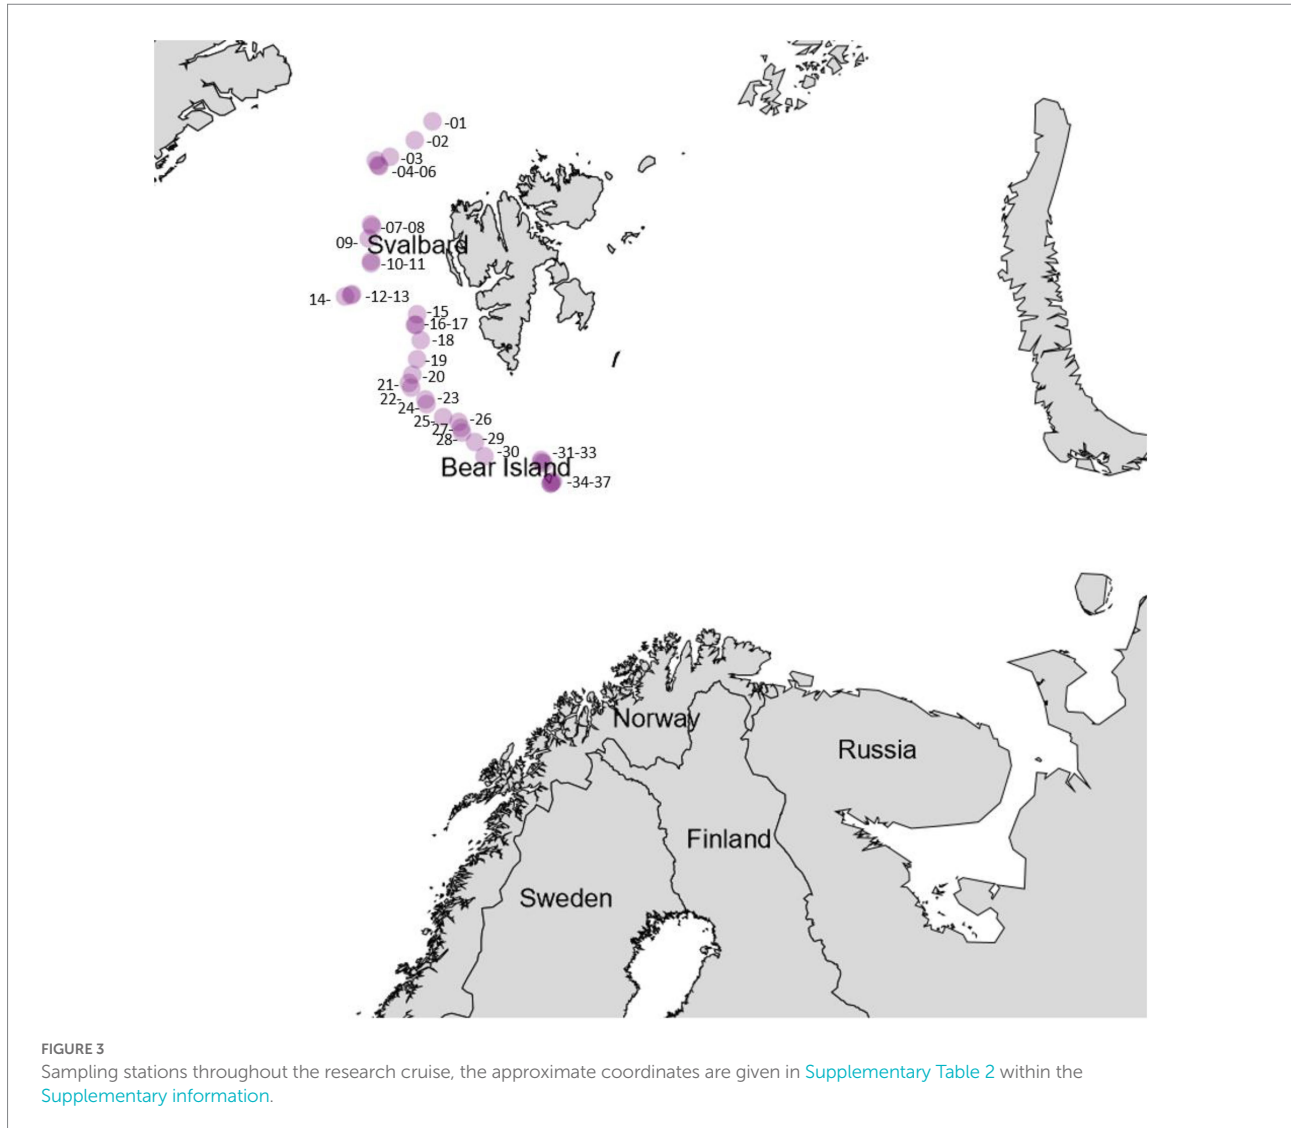 -01
-02
-03
-04-06
-07-08
09-
Svalbard
-10-11
14-
-12-13
-15
-16-17
-18
-19
-20
21-
22-
-23
24-
25-
-26
27-
28-
-29
-30
-31-33
Bear Island
-34-37
Norway
Russia
Finland
Sweden
FIGURE 3
Sampling stations throughout the research cruise, the approximate coordinates are given in Supplementary Table 2 within the
Supplementary information.